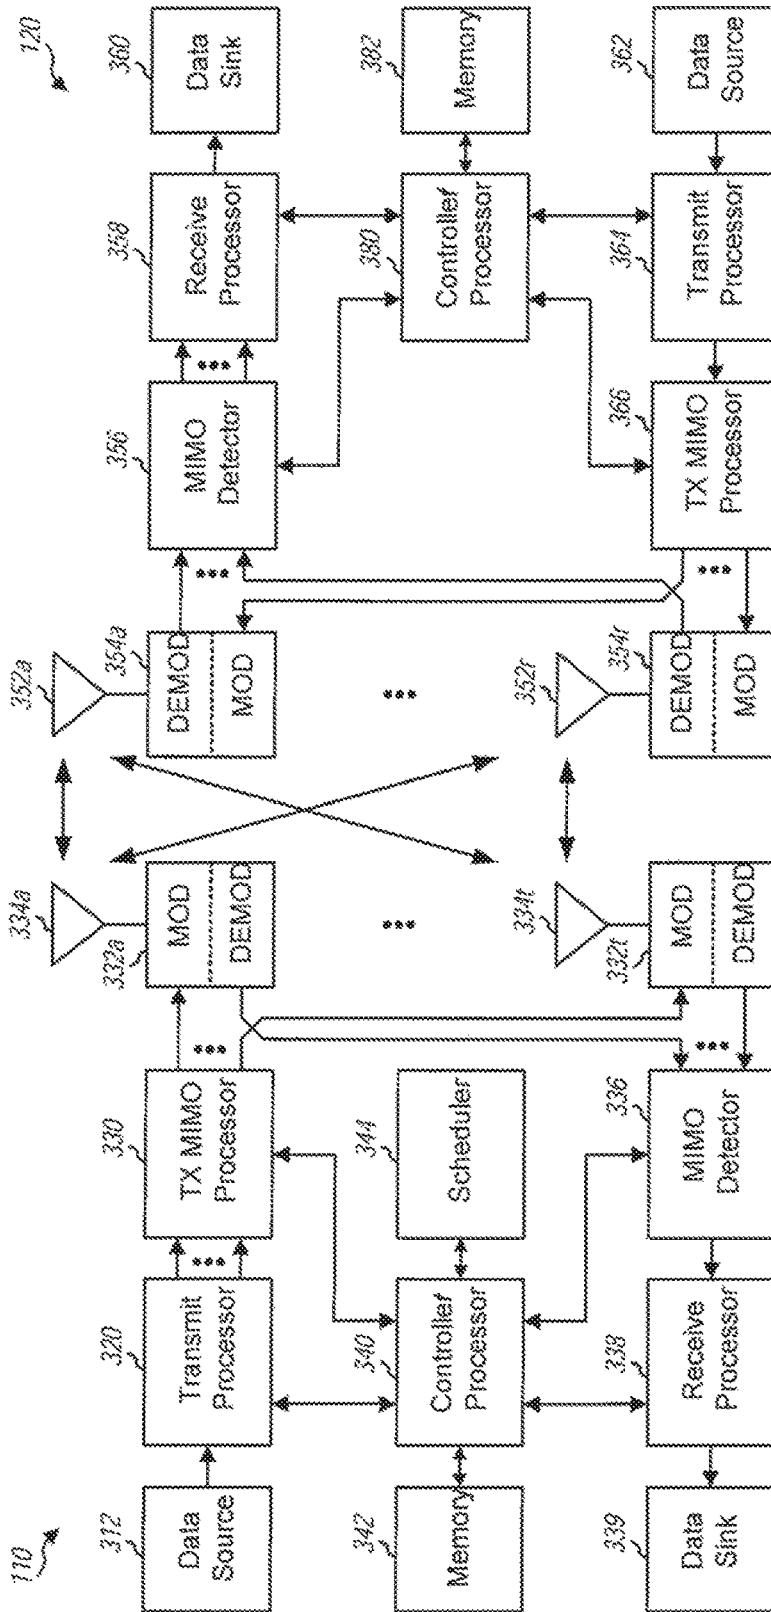 110
312
Data
Source
320
Transmit
Processor
•••
330
TX MIMO
Processor
•••
332a
MOD
DEMOD
334a
352a
DEMOD
MOD
354a
•••
356
MIMO
Detector
•••
358
Receive
Processor
360
Data
Sink
120
342
Memory
340
Controller/
Processor
344
Scheduler
•••
•••
380
Controller/
Processor
382
Memory
339
Data
Sink
338
Receive
Processor
336
MIMO
Detector
•••
332t
MOD
DEMOD
334t
352r
DEMOD
MOD
354r
•••
366
TX MIMO
Processor
364
Transmit
Processor
362
Data
Source